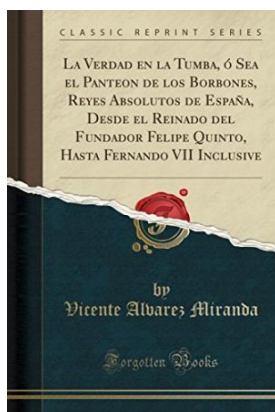 CLASSIC REPRINT SERIES
La Verdad en la Tumba, ó Sea
el Panteon de los Borbones,
Reyes Absolutos de España,
Desde el Reinado del
Fundador Felipe Quinto,
Hasta Fernando VII Inclusive
by
Vicente Alvarez Miranda
Forgotten Books